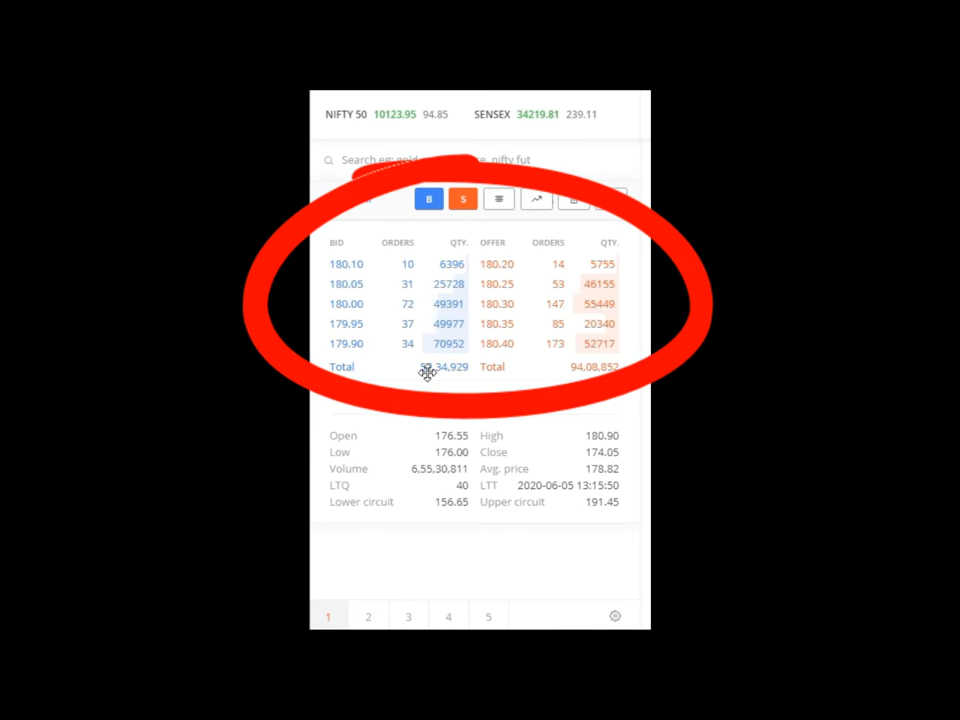 NIFTY 50 10123.95 94.85 SENSEX 34219.81 239.11
Search eg: nifty fut
B S
BID ORDERS QTY. OFFER ORDERS QTY.
180.10 10 6396 180.20 14 5755
180.05 31 25728 180.25 53 46155
180.00 72 49391 180.30 147 55449
179.95 37 49977 180.35 85 20340
179.90 34 70952 180.40 173 52717
Total Total 94,08,852
Open 176.55 High 180.90
Low 176.00 Close 174.05
Volume 6,55,30,811 Avg. price 178.82
LTQ 40 LTT 2020-06-05 13:15:50
Lower circuit 156.65 Upper circuit 191.45
1 2 3 4 5